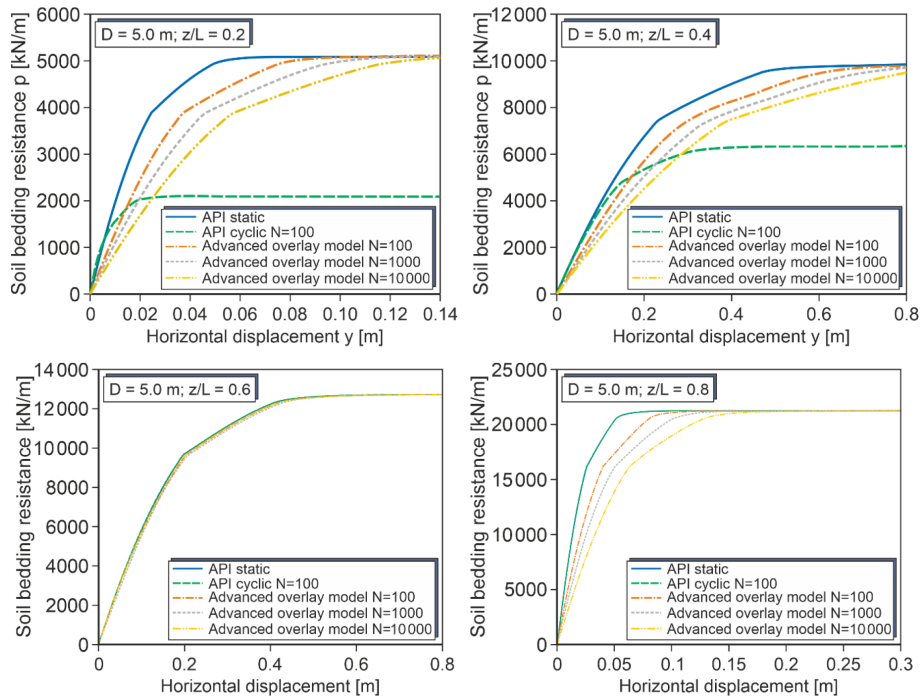 D = 5.0 m; z/L = 0.2
Soil bedding resistance p [kN/m]
6000
5000
4000
3000
2000
1000
0
API static
API cyclic N=100
Advanced overlay model N=100
Advanced overlay model N=1000
Advanced overlay model N=10000
0 0.02 0.04 0.06 0.08 0.10 0.12 0.14
Horizontal displacement y [m]
D = 5.0 m; z/L = 0.4
Soil bedding resistance p [kN/m]
12000
10000
8000
6000
4000
2000
0
API static
API cyclic N=100
Advanced overlay model N=100
Advanced overlay model N=1000
Advanced overlay model N=10000
0 0.2 0.4 0.6 0.8
Horizontal displacement y [m]
D = 5.0 m; z/L = 0.6
Soil bedding resistance [kN/m]
14000
12000
10000
8000
6000
4000
2000
0
API static
API cyclic N=100
Advanced overlay model N=100
Advanced overlay model N=1000
Advanced overlay model N=10000
0 0.2 0.4 0.6 0.8
Horizontal displacement [m]
D = 5.0 m; z/L = 0.8
Soil bedding resistance [kN/m]
25000
20000
15000
10000
5000
0
API static
API cyclic N=100
Advanced overlay model N=100
Advanced overlay model N=1000
Advanced overlay model N=10000
0 0.05 0.1 0.15 0.2 0.25 0.3
Horizontal displacement [m]